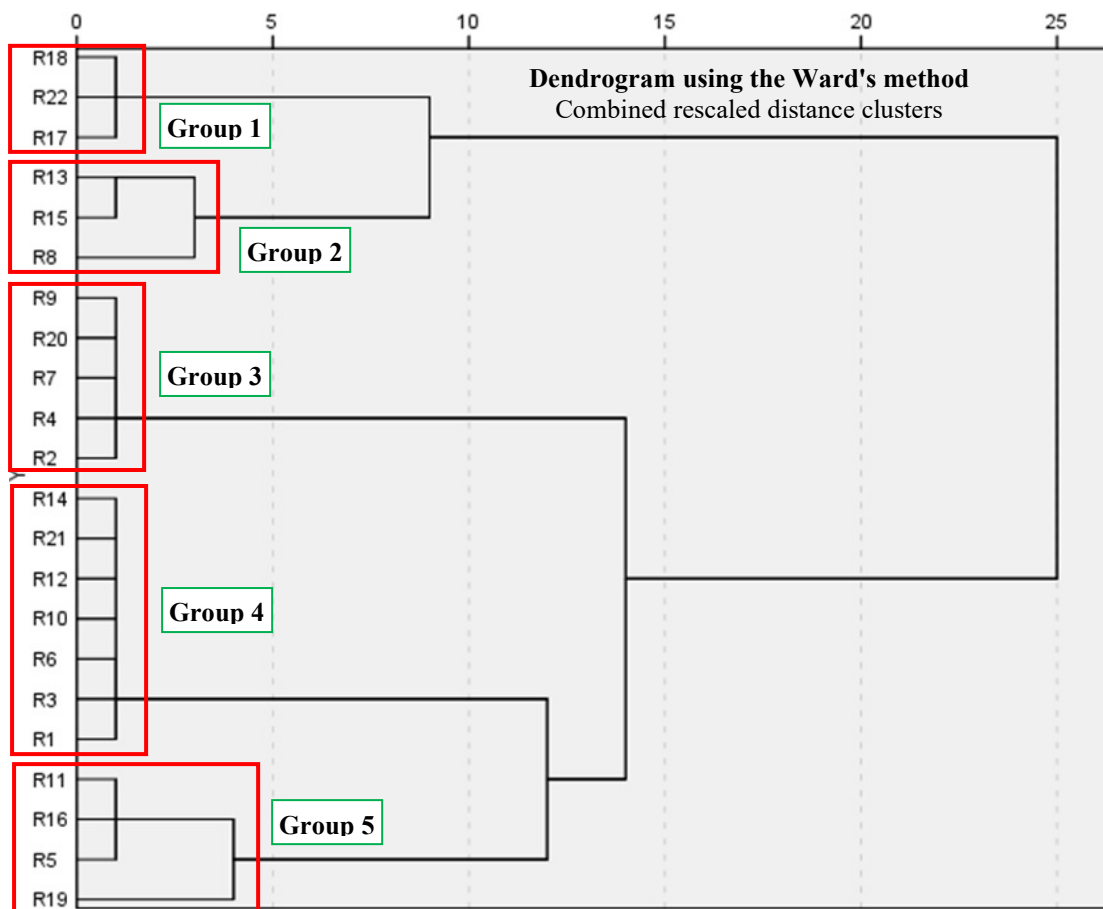 0 5 10 15 20 25
Dendrogram using the Ward's method
Combined rescaled distance clusters
R18
R22
Group 1
R17
R13
R15
Group 2
R8
R9
R20
R7
Group 3
R4
R2
Y
R14
R21
R12
R10
Group 4
R6
R3
R1
R11
R16
Group 5
R5
R19